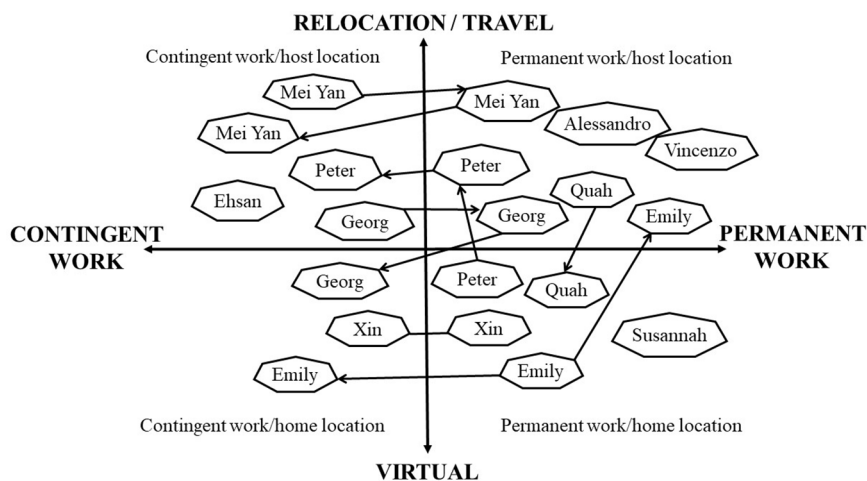 RELOCATION / TRAVEL
Contingent work/host location
Permanent work/host location
Mei Yan
Mei Yan
Mei Yan
Alessandro
Vincenzo
Peter
Peter
Ehsan
Quah
Georg
Georg
Emily
CONTINGENT
WORK
PERMANENT
WORK
Georg
Peter
Quah
Xin
Xin
Susannah
Emily
Emily
Contingent work/home location
Permanent work/home location
VIRTUAL